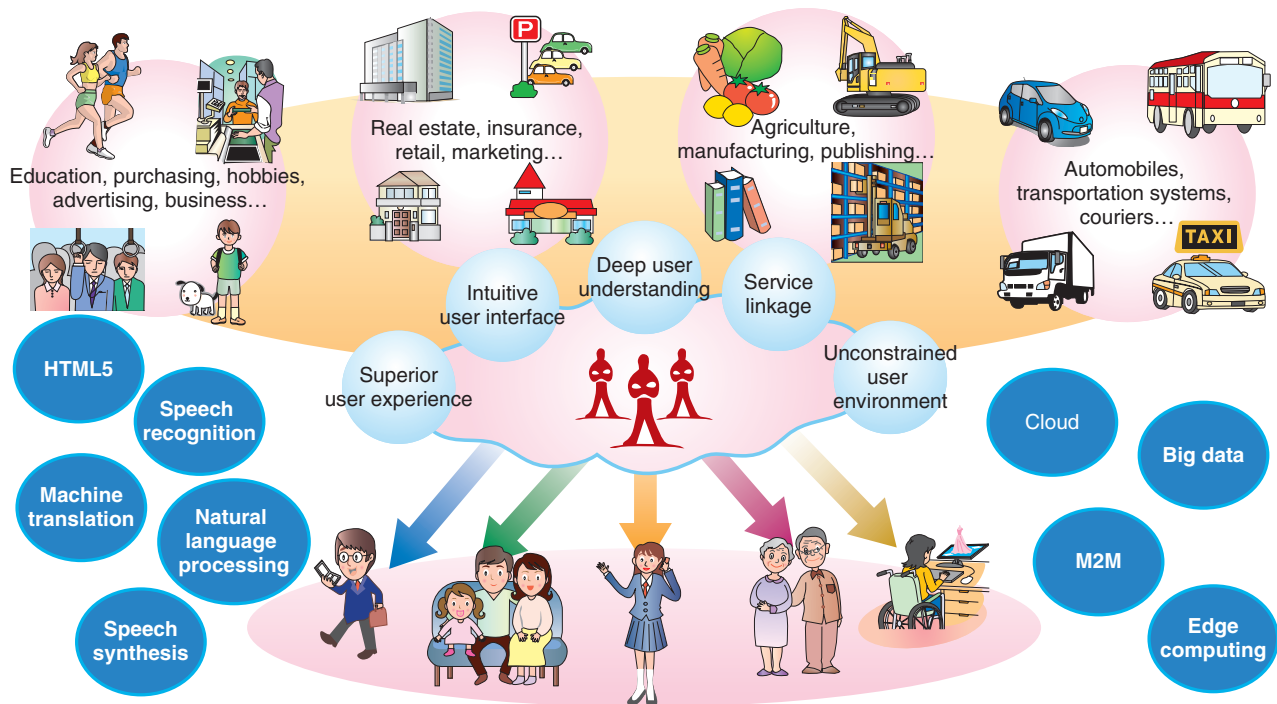 P
Education, purchasing, hobbies,
advertising, business…
Real estate, insurance,
retail, marketing…
Agriculture,
manufacturing, publishing…
Automobiles,
transportation systems,
couriers…
TAXI
Superior
user experience
Intuitive
user interface
Deep user
understanding
Service
linkage
Unconstrained
user
environment
HTML5
Speech
recognition
Machine
translation
Natural
language
processing
Speech
synthesis
Cloud
Big data
M2M
Edge
computing